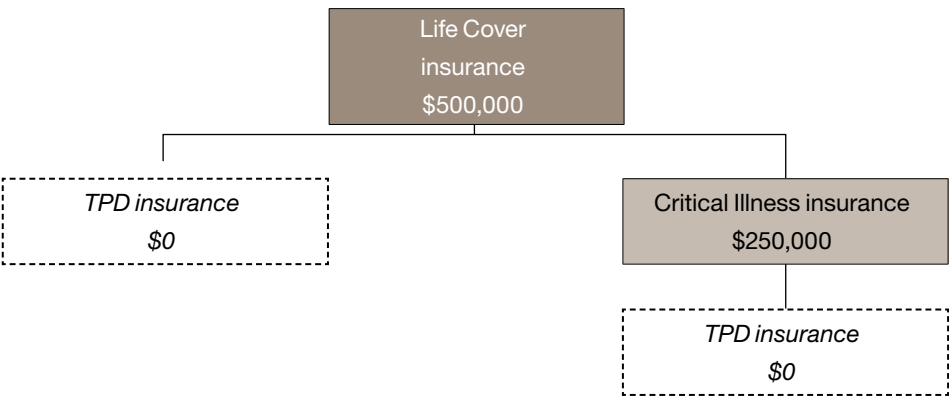 Life Cover
insurance
$500,000
TPD insurance
$0
Critical Illness insurance
$250,000
TPD insurance
$0